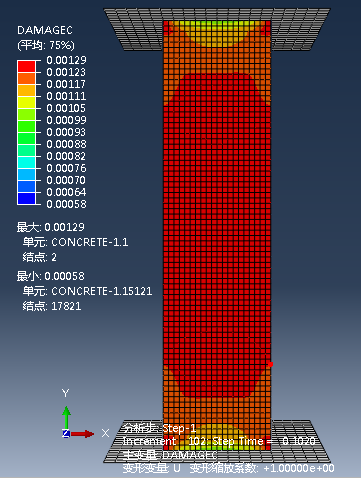 DAMAGEC
(平均: 75%)
0.00129
0.00123
0.00117
0.00111
0.00105
0.00099
0.00093
0.00088
0.00082
0.00076
0.00070
0.00064
0.00058
最大: 0.00129
单元: CONCRETE-1.1
结点: 2
最小: 0.00058
单元: CONCRETE-1.15121
结点: 17821
Y
Z
X
分析步: Step-1
Increment 102: Step Time = 0.1020
主变量: DAMAGEC
变形变量: U 变形缩放系数: +1.00000e+00